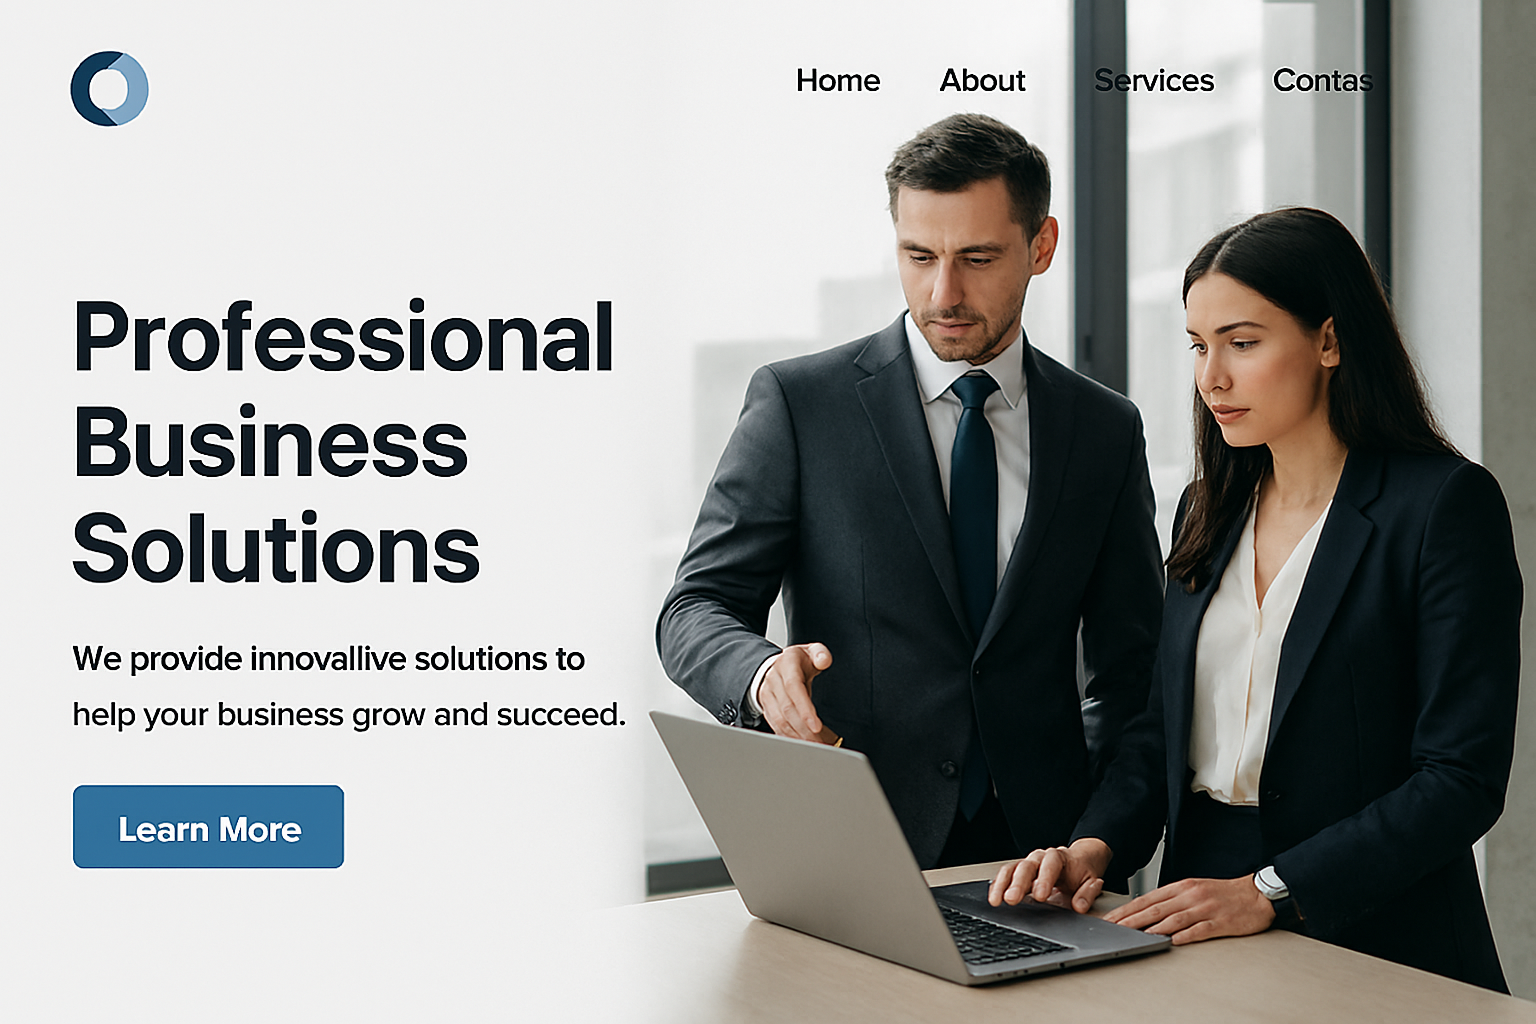 Home About Services Contas
Professional
Business
Solutions
We provide innovallive solutions to
help your business grow and succeed.
Learn More